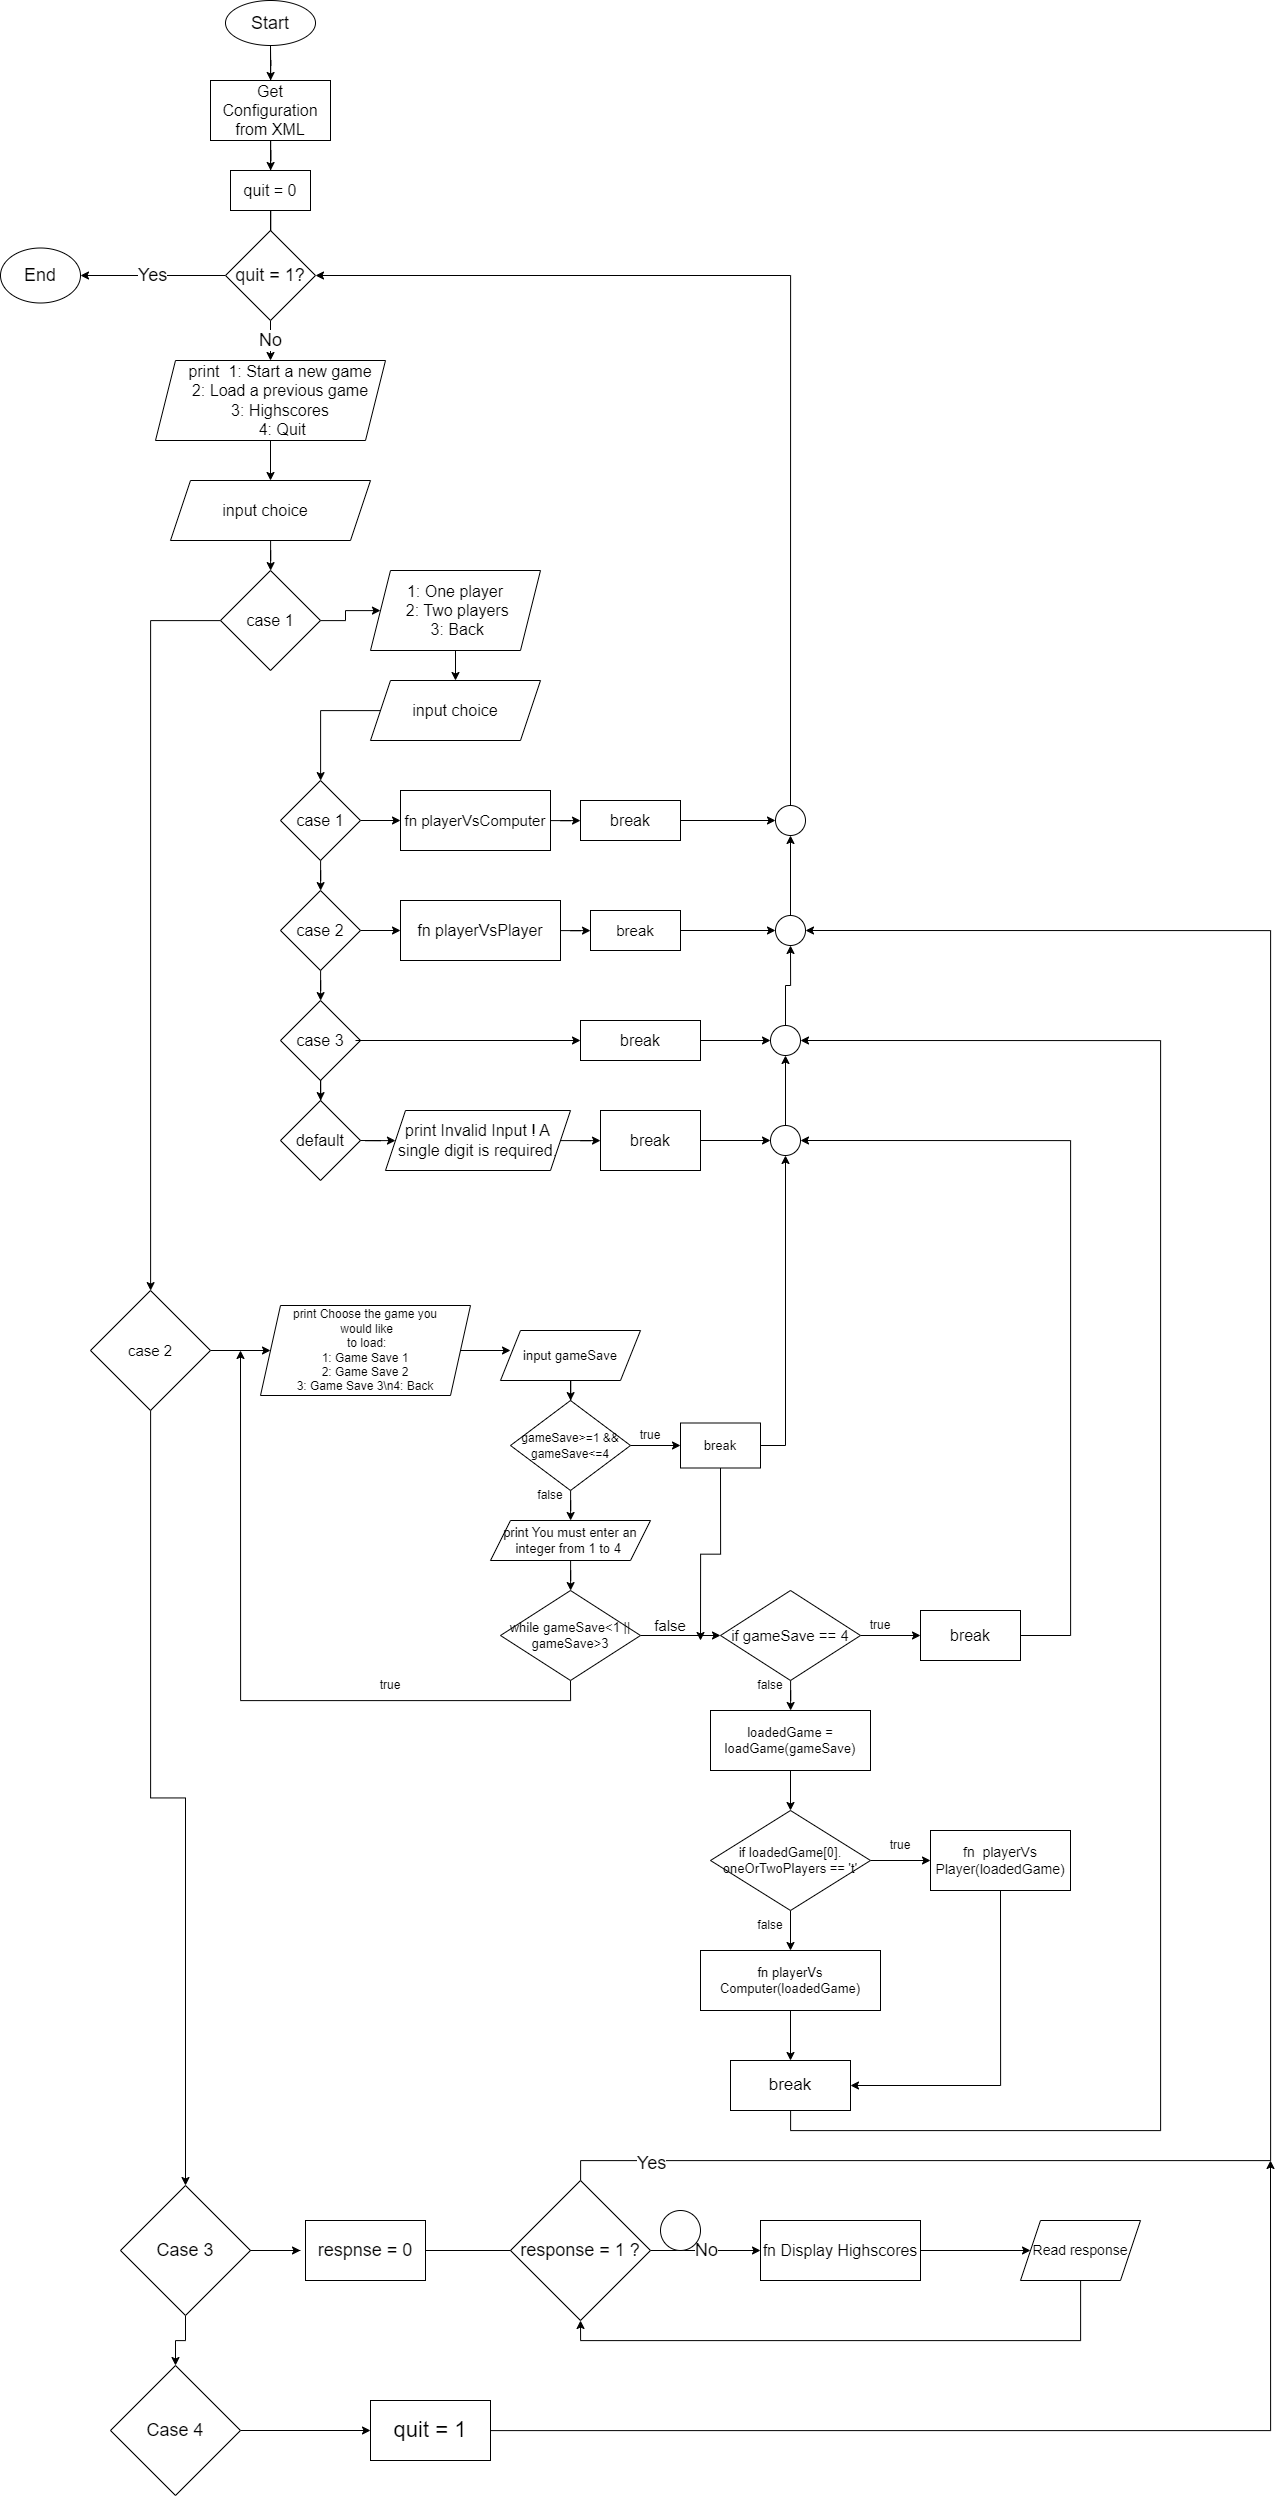 Start
Get
Configuration
from XML
quit = 0
quit = 1?
Yes
End
No
print  1: Start a new game
2: Load a previous game
3: Highscores
4: Quit
input choice
case 1
1: One player
2: Two players
3: Back
input choice
case 1
fn playerVsComputer
break
case 2
fn playerVsPlayer
break
case 3
break
default
print Invalid Input ! A
single digit is required
break
case 2
print Choose the game you
would like
to load:
1: Game Save 1
2: Game Save 2
3: Game Save 3\n4: Back
input gameSave
gameSave>=1 &&
gameSave<=4
true
break
false
print You must enter an
integer from 1 to 4
while gameSave<1 ||
gameSave>3
false
true
if gameSave == 4
true
break
false
loadedGame =
loadGame(gameSave)
if loadedGame[0].
oneOrTwoPlayers == 't'
true
fn  playerVs
Player(loadedGame)
false
fn playerVs
Computer(loadedGame)
break
Yes
Case 3
respnse = 0
response = 1 ?
No
fn Display Highscores
Read response
Case 4
quit = 1